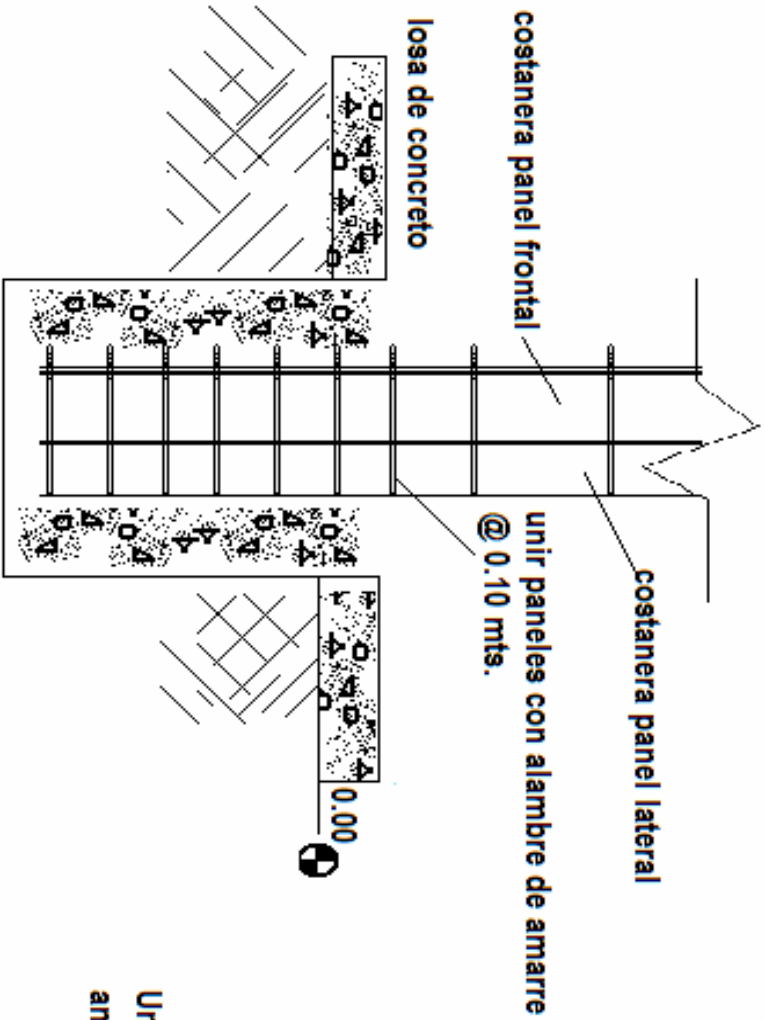 costanera panel frontal
losa de concreto
costanera panel lateral
unir paneles con alambre de amarre
@ 0.10 mts.
0.00